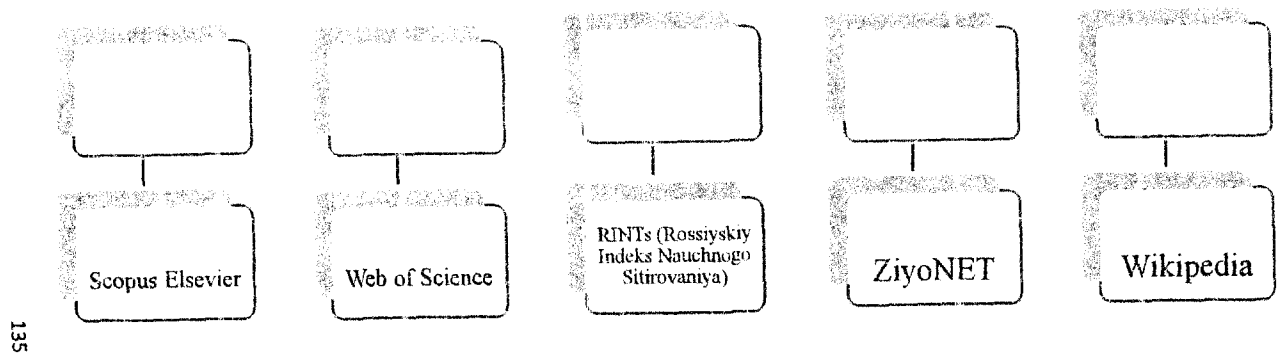 Scopus Elsevier
Web of Science
RINTs (Rossiyskiy
Indeks Nauchnogo
Sitirovaniya)
ZiyoNET
Wikipedia
135